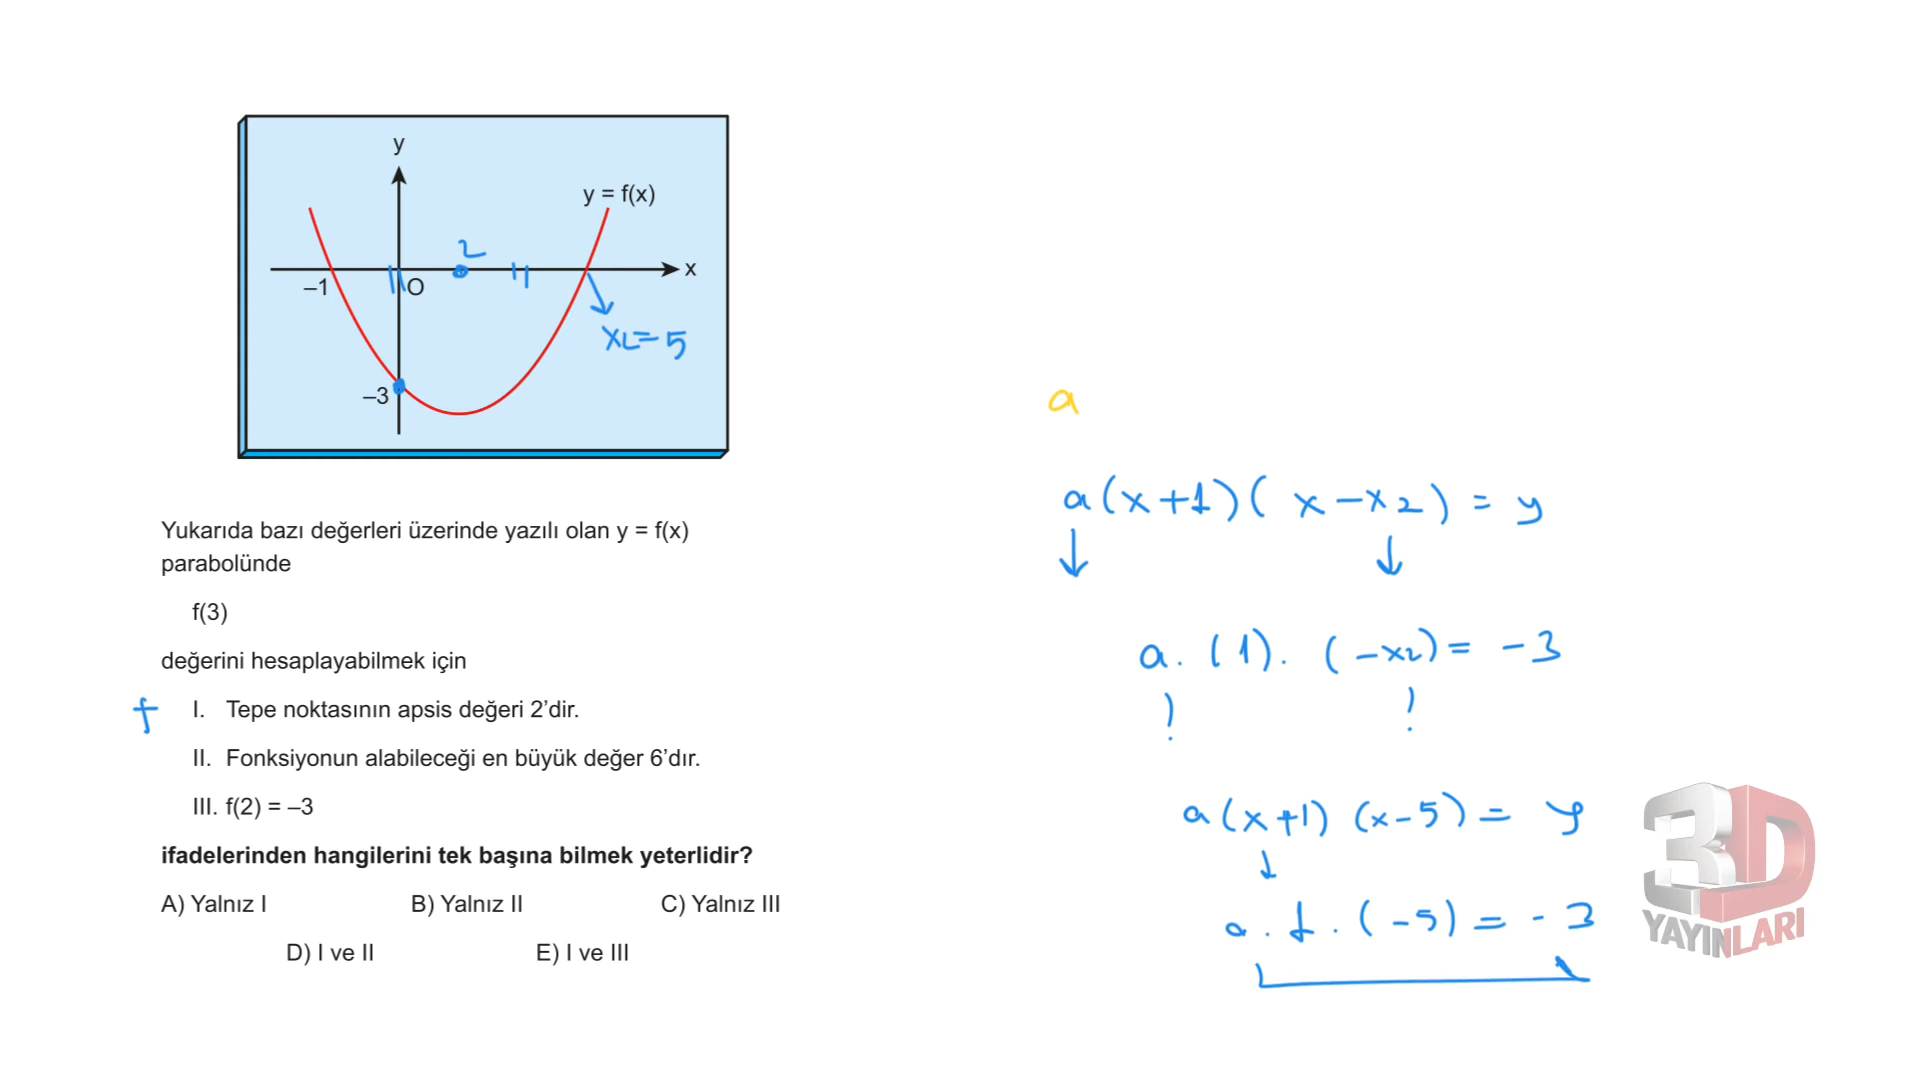 y
y = f(x)
2
x
–1
O
x2 = 5
–3
a
a(x+1)(x-x2) = y
a.(1).(-x2) = -3
! !
a(x+1)(x-5) = y
a.1.(-5) = -3
Yukarıda bazı değerleri üzerinde yazılı olan y = f(x)
parabolünde
f(3)
değerini hesaplayabilmek için
+ I. Tepe noktasının apsis değeri 2’dir.
II. Fonksiyonun alabileceği en büyük değer 6’dır.
III. f(2) = –3
ifadelerinden hangilerini tek başına bilmek yeterlidir?
A) Yalnız I B) Yalnız II C) Yalnız III
D) I ve II E) I ve III
3D
YAYINLARI